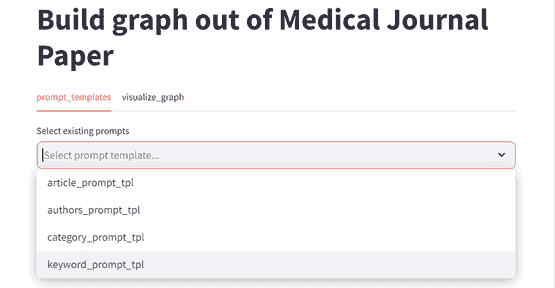 Build graph out of Medical Journal
Paper
prompt_templates visualize_graph
Select existing prompts
Select prompt template...
article_prompt_tpl
authors_prompt_tpl
category_prompt_tpl
keyword_prompt_tpl